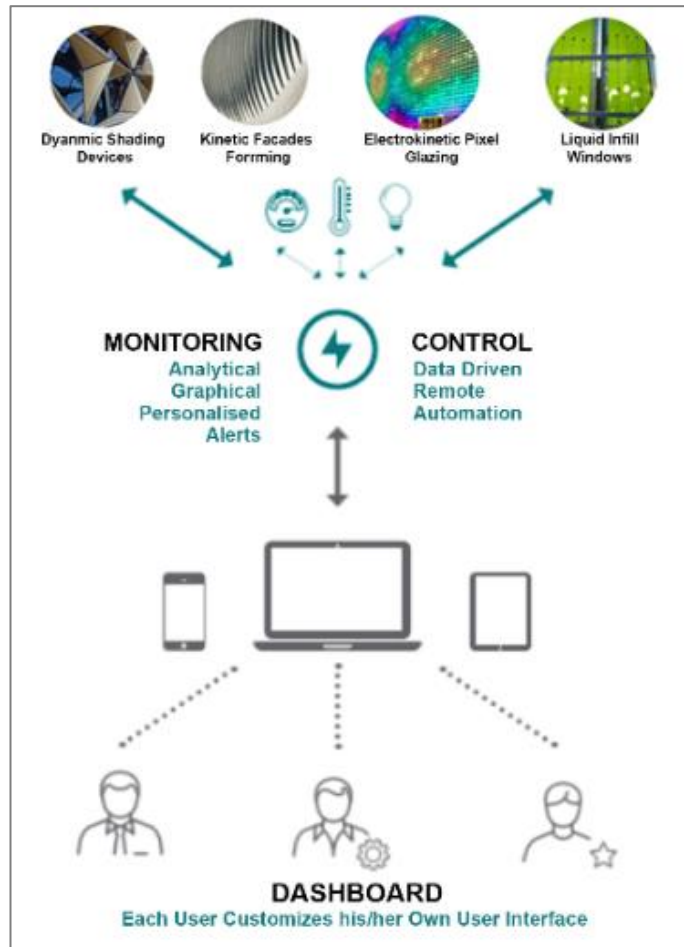 Dyanmic Shading
Devices
Kinetic Facades
Forrming
Electrokinetic Pixel
Glazing
Liquid Infill
Windows
MONITORING
Analytical
Graphical
Personalised
Alerts
CONTROL
Data Driven
Remote
Automation
DASHBOARD
Each User Customizes his/her Own User Interface